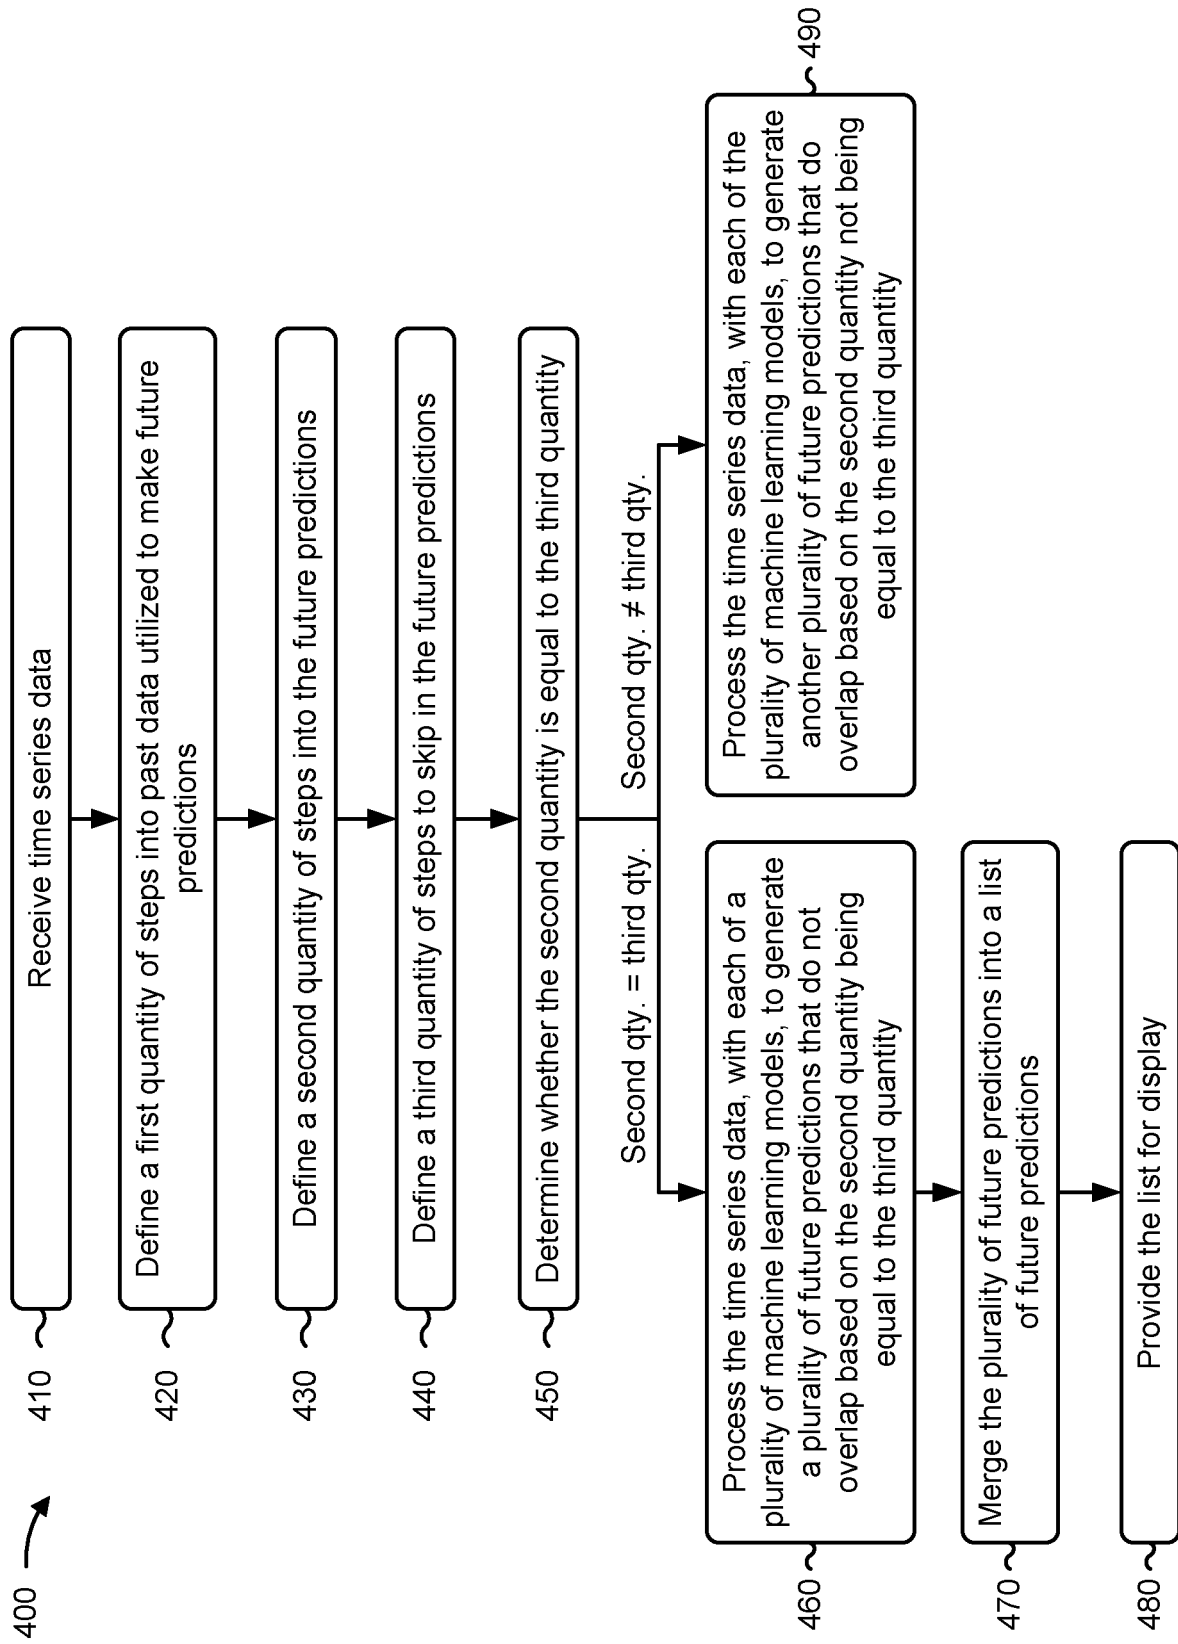 400
410
Receive time series data
420
Define a first quantity of steps into past data utilized to make future
predictions
430
Define a second quantity of steps into the future predictions
440
Define a third quantity of steps to skip in the future predictions
450
Determine whether the second quantity is equal to the third quantity
Second qty. = third qty.
Second qty. ≠ third qty.
460
Process the time series data, with each of a
plurality of machine learning models, to generate
a plurality of future predictions that do not
overlap based on the second quantity being
equal to the third quantity
490
Process the time series data, with each of the
plurality of machine learning models, to generate
another plurality of future predictions that do
overlap based on the second quantity not being
equal to the third quantity
470
Merge the plurality of future predictions into a list
of future predictions
480
Provide the list for display